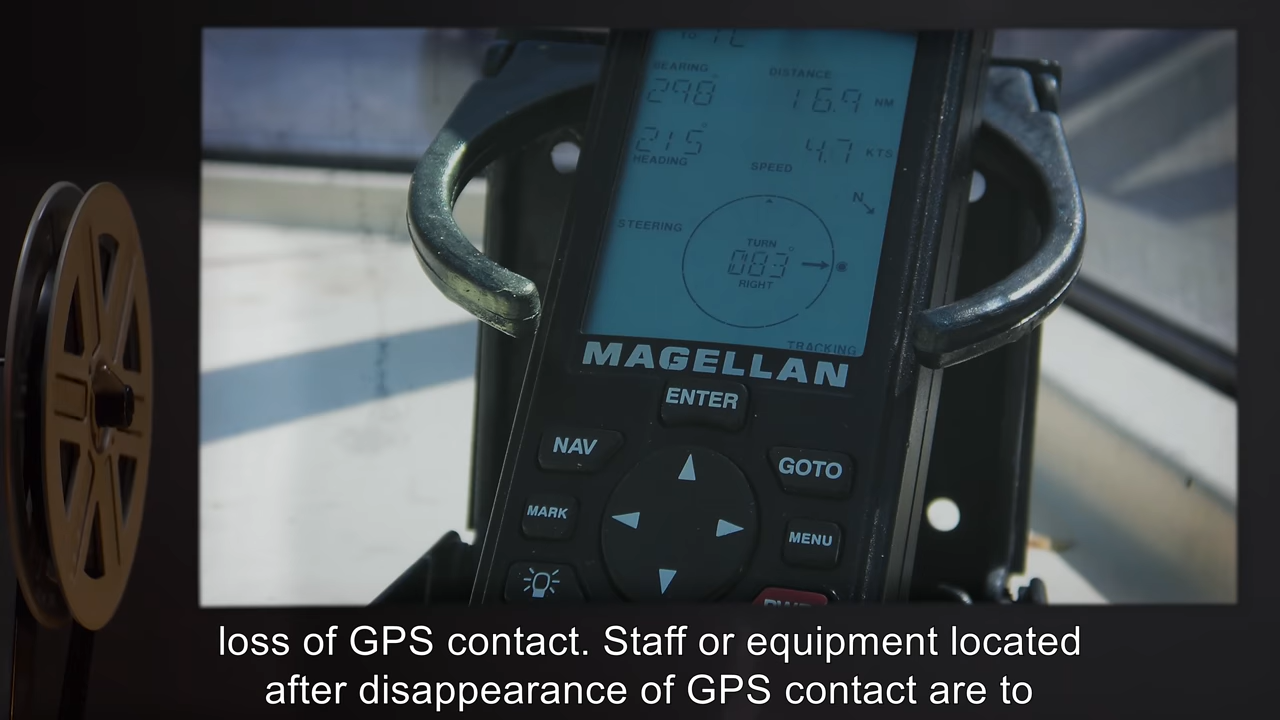 TO
BEARING
298°
DISTANCE
16.9 NM
215°
HEADING
4.7 KTS
SPEED
N
STEERING
TURN
083°
RIGHT
TRACKING
MAGELLAN
ENTER
NAV
GOTO
MARK
MENU
loss of GPS contact. Staff or equipment located
after disappearance of GPS contact are to